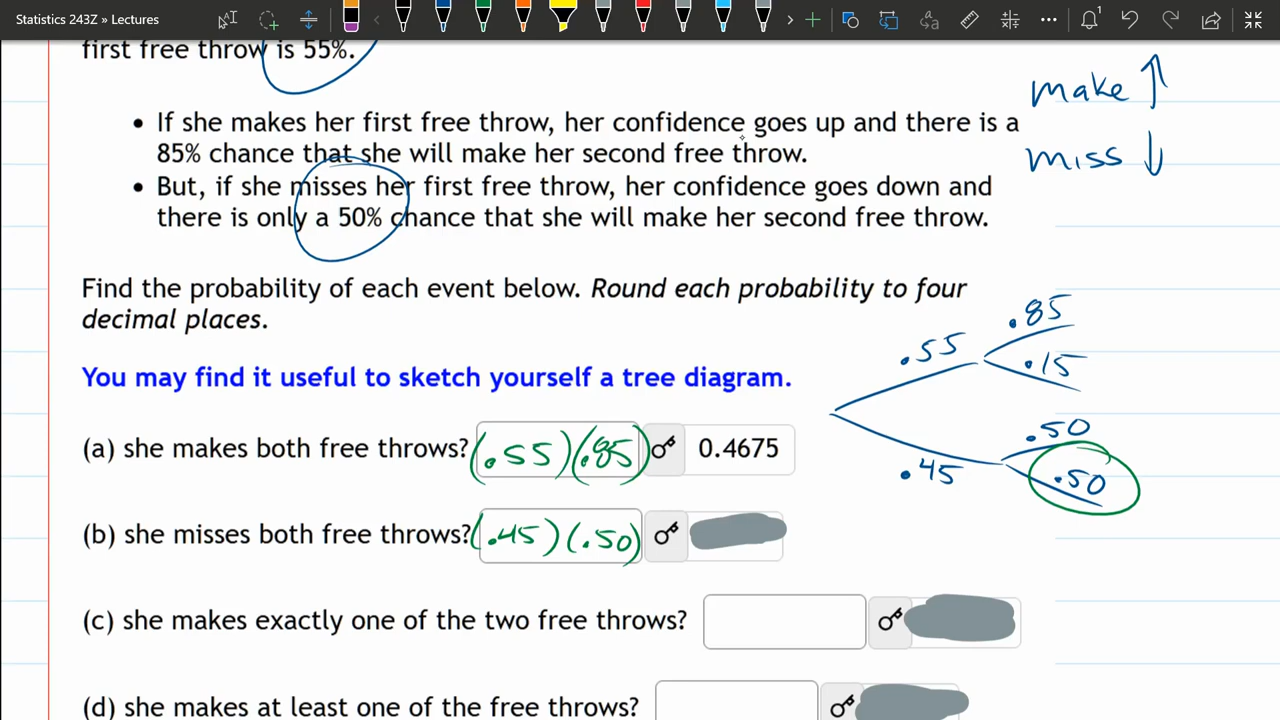 Statistics 243Z » Lectures
first free throw is 55%.
make ↑
• If she makes her first free throw, her confidence goes up and there is a
85% chance that she will make her second free throw.
miss ↓
• But, if she misses her first free throw, her confidence goes down and
there is only a 50% chance that she will make her second free throw.
Find the probability of each event below. Round each probability to four
decimal places.
.85
.55
.15
You may find it useful to sketch yourself a tree diagram.
.50
(a) she makes both free throws? (.55)(.85) 0.4675
.45
.50
(b) she misses both free throws? (.45)(.50)
(c) she makes exactly one of the two free throws?
(d) she makes at least one of the free throws?